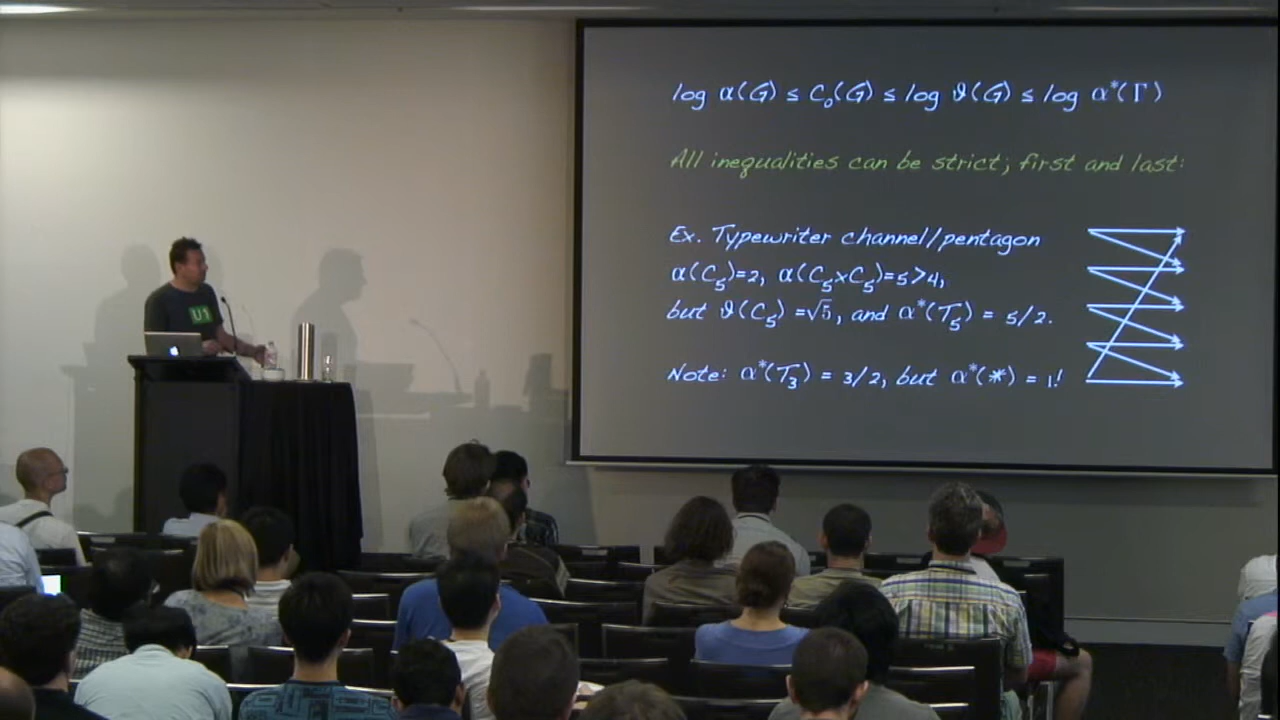 log α(G) ≤ C₀(G) ≤ log ϑ(G) ≤ log α*(Γ)
All inequalities can be strict; first and last:
Ex. Typewriter channel/pentagon
α(C₅)=2, α(C₅×C₅)=5>4,
but ϑ(C₅) =√5, and α*(T₅) = 5/2.
Note: α*(T₃) = 3/2, but α*(*) = 1!
U1